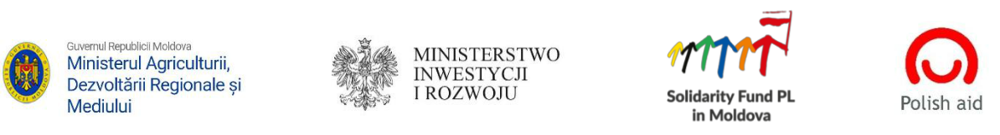 Guvernul Republicii Moldova
Ministerul Agriculturii,
Dezvoltării Regionale și
Mediului
MINISTERSTWO
INWESTYCJI
I ROZWOJU
Solidarity Fund PL
in Moldova
Polish aid